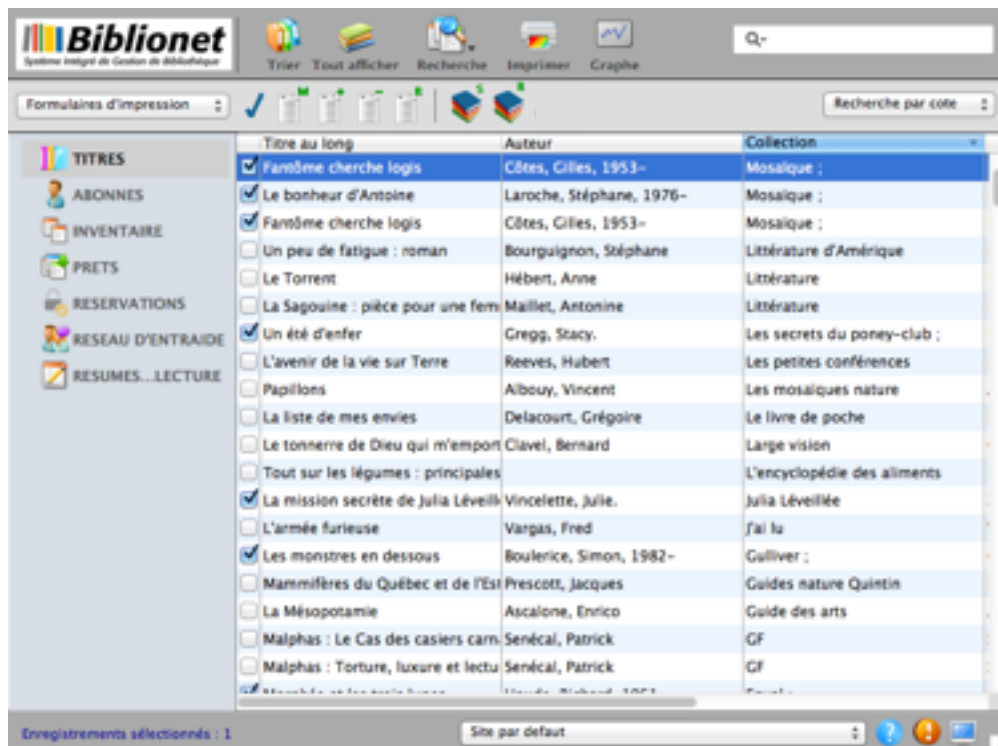 Biblionet
Système Intégré de Gestion de Bibliothèque
Trier Tout afficher Recherche Imprimer Graphe
Formulaires d'impression
Recherche par cote
TITRES
ABONNES
INVENTAIRE
PRETS
RESERVATIONS
RESEAU D'ENTRAIDE
RESUMES...LECTURE
Titre au long Auteur Collection
Fantôme cherche logis Côtes, Gilles, 1953- Mosaïque ;
Le bonheur d'Antoine Laroche, Stéphane, 1976- Mosaïque ;
Fantôme cherche logis Côtes, Gilles, 1953- Mosaïque ;
Un peu de fatigue : roman Bourguignon, Stéphane Littérature d'Amérique
Le Torrent Hébert, Anne Littérature
La Sagouine : pièce pour une fem Maillet, Antonine Littérature
Un été d'enfer Gregg, Stacy. Les secrets du poney-club ;
L'avenir de la vie sur Terre Reeves, Hubert Les petites conférences
Papillons Albouy, Vincent Les mosaïques nature
La liste de mes envies Delacourt, Grégoire Le livre de poche
Le tonnerre de Dieu qui m'emport Clavel, Bernard Large vision
Tout sur les légumes : principales L'encyclopédie des aliments
La mission secrète de Julia Léveill Vincelette, Julie. Julia Léveillée
L'armée furieuse Vargas, Fred J'ai lu
Les monstres en dessous Boulerice, Simon, 1982- Gulliver ;
Mammifères du Québec et de l'Est Prescott, Jacques Guides nature Quintin
La Mésopotamie Ascalone, Enrico Guide des arts
Malphas : Le Cas des casiers carn Senécal, Patrick GF
Malphas : Torture, luxure et lectu Senécal, Patrick GF
Enregistrements sélectionnés : 1
Site par defaut